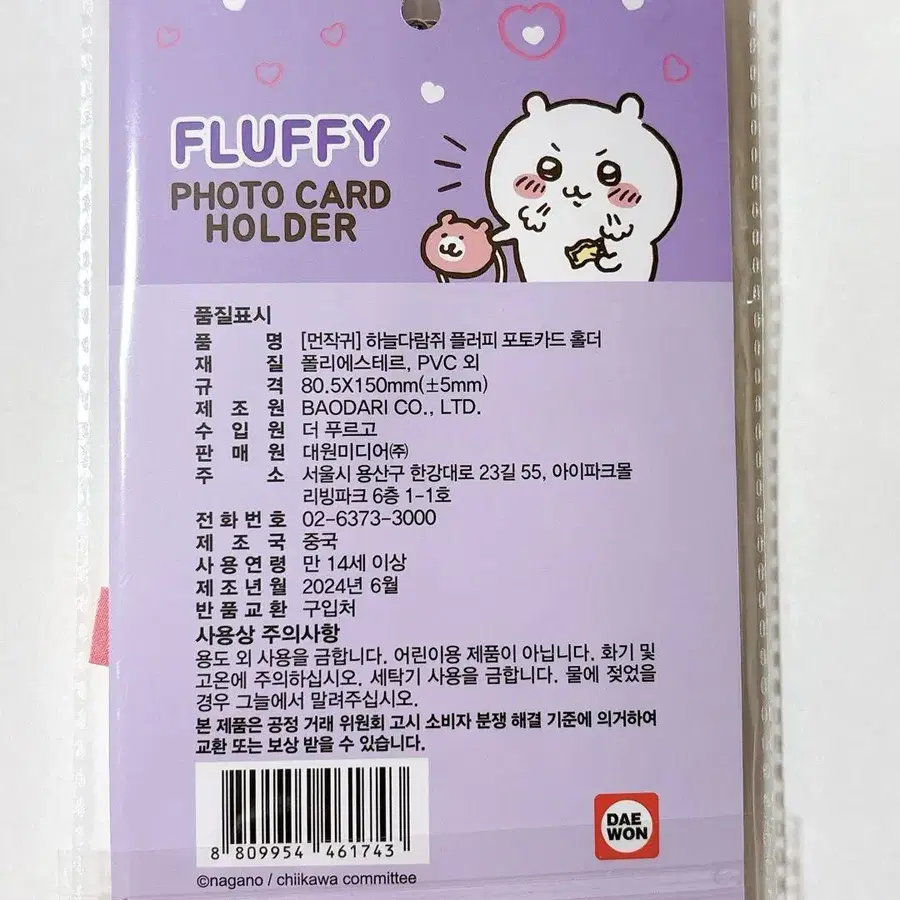 FLUFFY
PHOTO CARD
HOLDER
품질표시
품 명 [먼작귀] 하늘다람쥐 플러피 포토카드 홀더
재 질 폴리에스테르, PVC 외
규 격 80.5X150mm(±5mm)
제 조 원 BAODARI CO., LTD.
수 입 원 더 푸르고
판 매 원 대원미디어㈜
주 소 서울시 용산구 한강대로 23길 55, 아이파크몰
리빙파크 6층 1-1호
전 화 번 호 02-6373-3000
제 조 국 중국
사 용 연 령 만 14세 이상
제 조 년 월 2024년 6월
반 품 교 환 구입처
사용상 주의사항
용도 외 사용을 금합니다. 어린이용 제품이 아닙니다. 화기 및
고온에 주의하십시오. 세탁기 사용을 금합니다. 물에 젖었을
경우 그늘에서 말려주십시오.
본 제품은 공정 거래 위원회 고시 소비자 분쟁 해결 기준에 의거하여
교환 또는 보상 받을 수 있습니다.
8 809954 461743
DAE
WON
©nagano / chiikawa committee